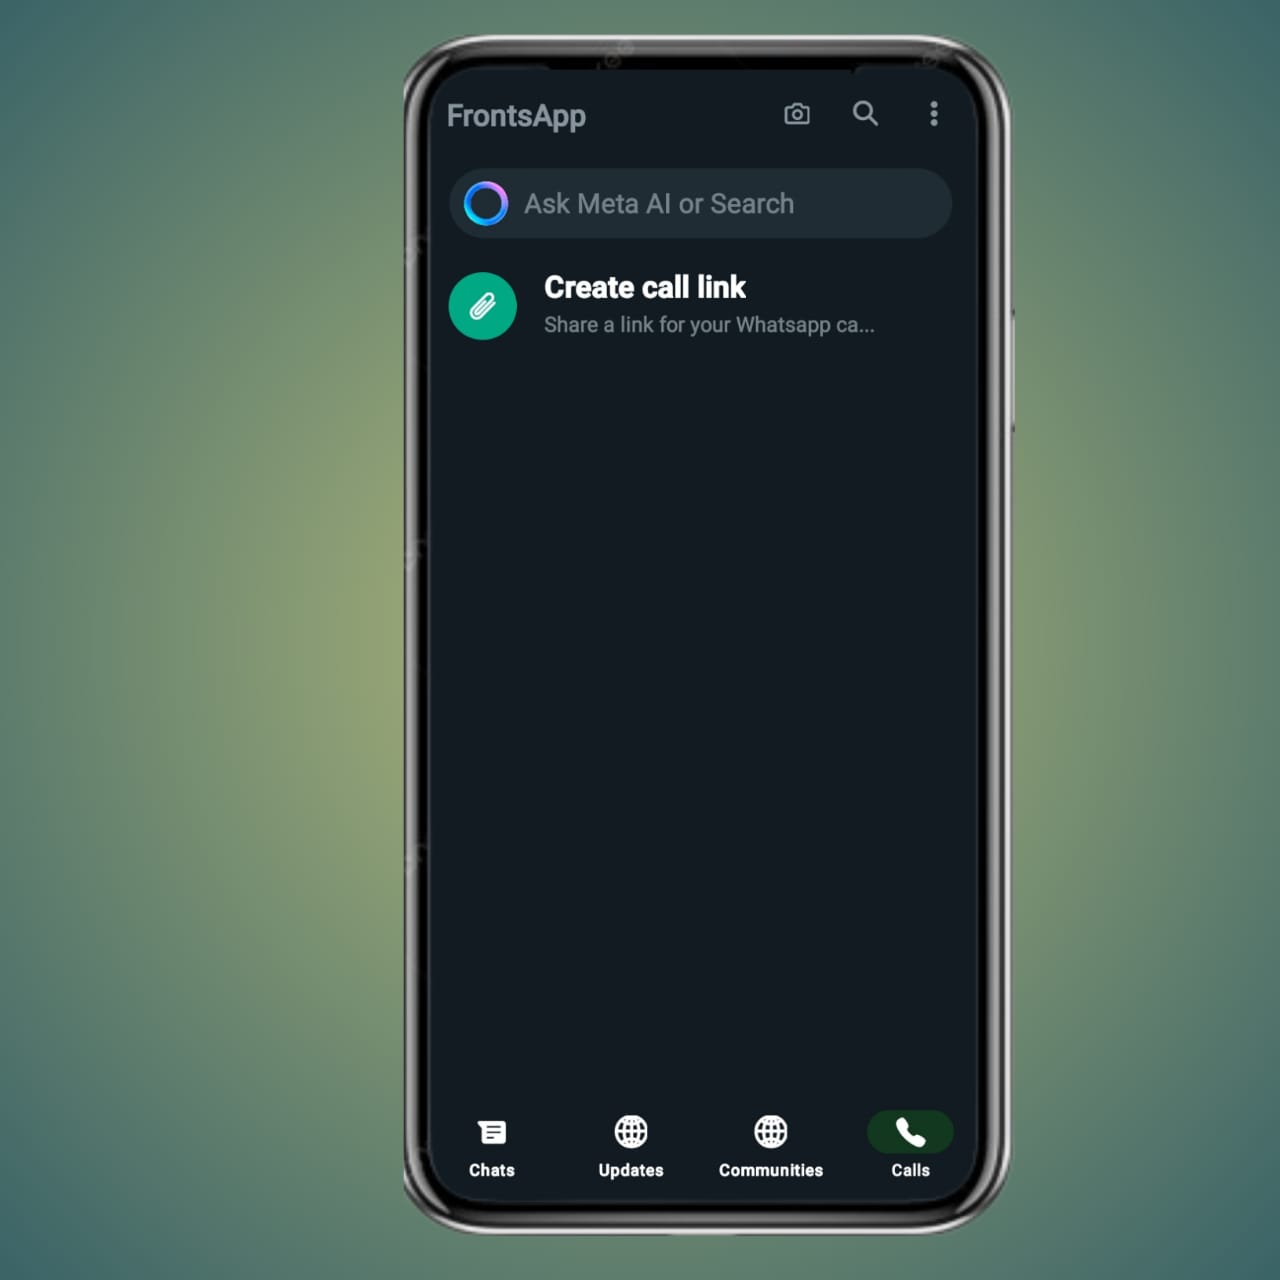 FrontsApp
Ask Meta AI or Search
Create call link
Share a link for your Whatsapp ca...
Chats
Updates
Communities
Calls